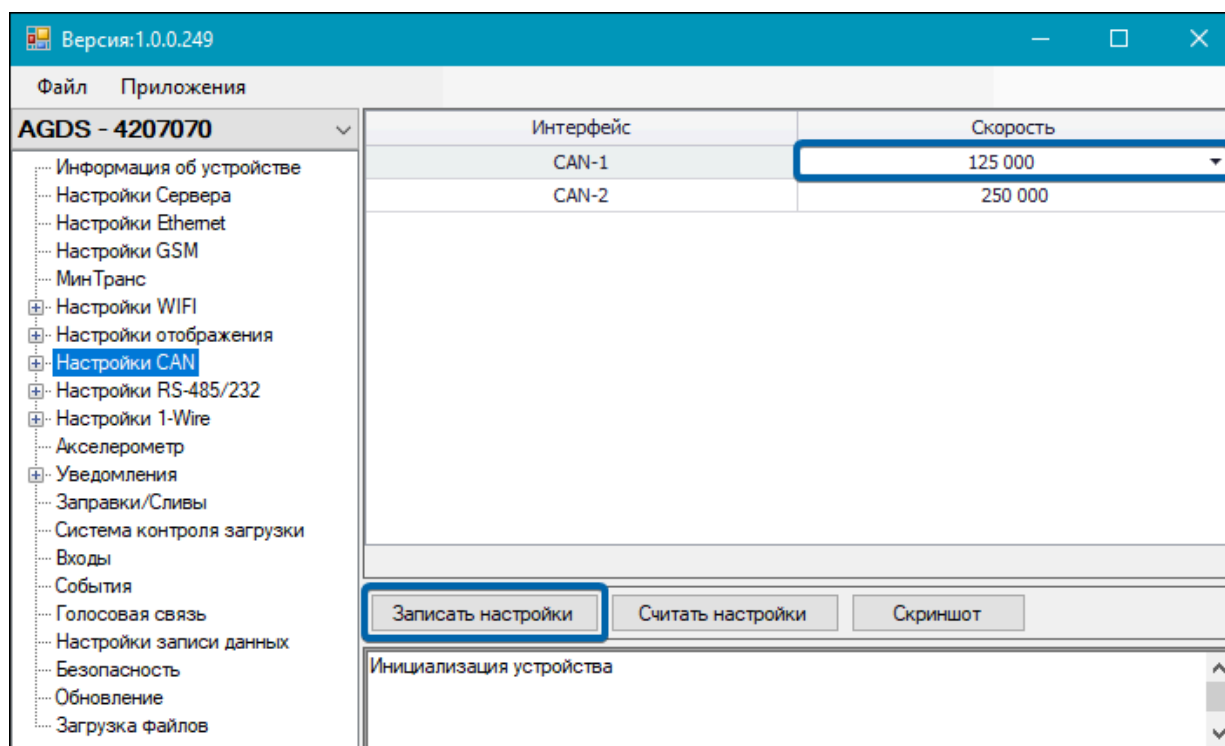 Версия:1.0.0.249
Файл Приложения
AGDS - 4207070
Информация об устройстве
Настройки Сервера
Настройки Ethernet
Настройки GSM
МинТранс
Настройки WIFI
Настройки отображения
Настройки CAN
Настройки RS-485/232
Настройки 1-Wire
Акселерометр
Уведомления
Заправки/Сливы
Система контроля загрузки
Входы
События
Голосовая связь
Настройки записи данных
Безопасность
Обновление
Загрузка файлов
Интерфейс Скорость
CAN-1 125 000
CAN-2 250 000
Записать настройки Считать настройки Скриншот
Инициализация устройства